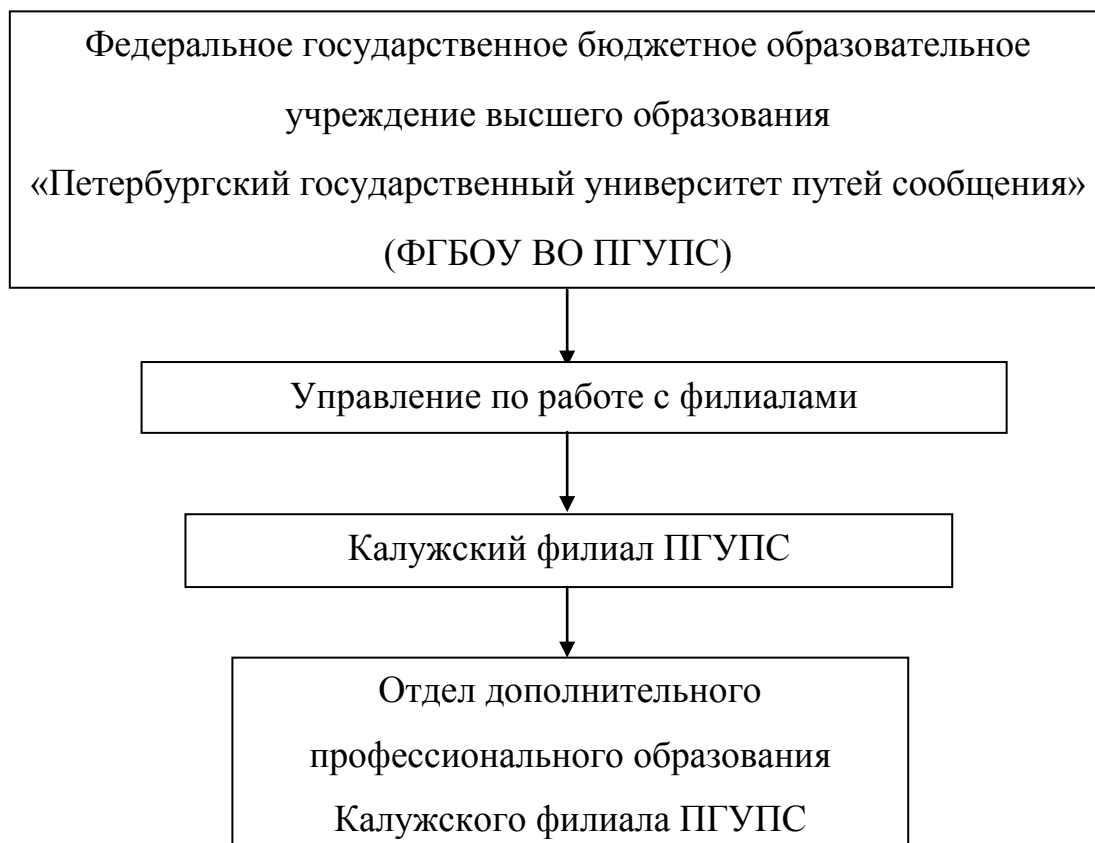 Федеральное государственное бюджетное образовательное
учреждение высшего образования
«Петербургский государственный университет путей сообщения»
(ФГБОУ ВО ПГУПС)
Управление по работе с филиалами
Калужский филиал ПГУПС
Отдел дополнительного
профессионального образования
Калужского филиала ПГУПС